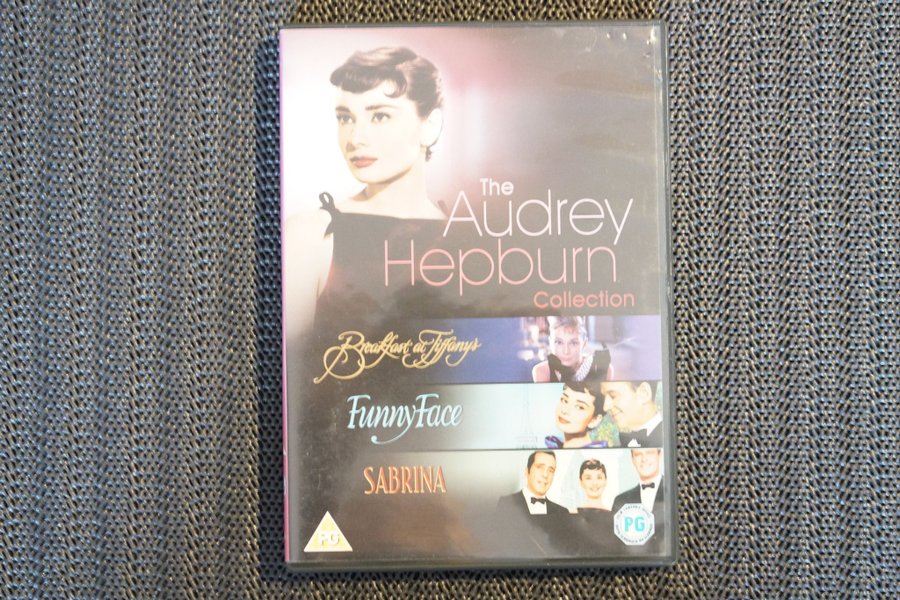 The
Audrey
Hepburn
Collection
Breakfast at Tiffany's
Funny Face
SABRINA
PG
PG